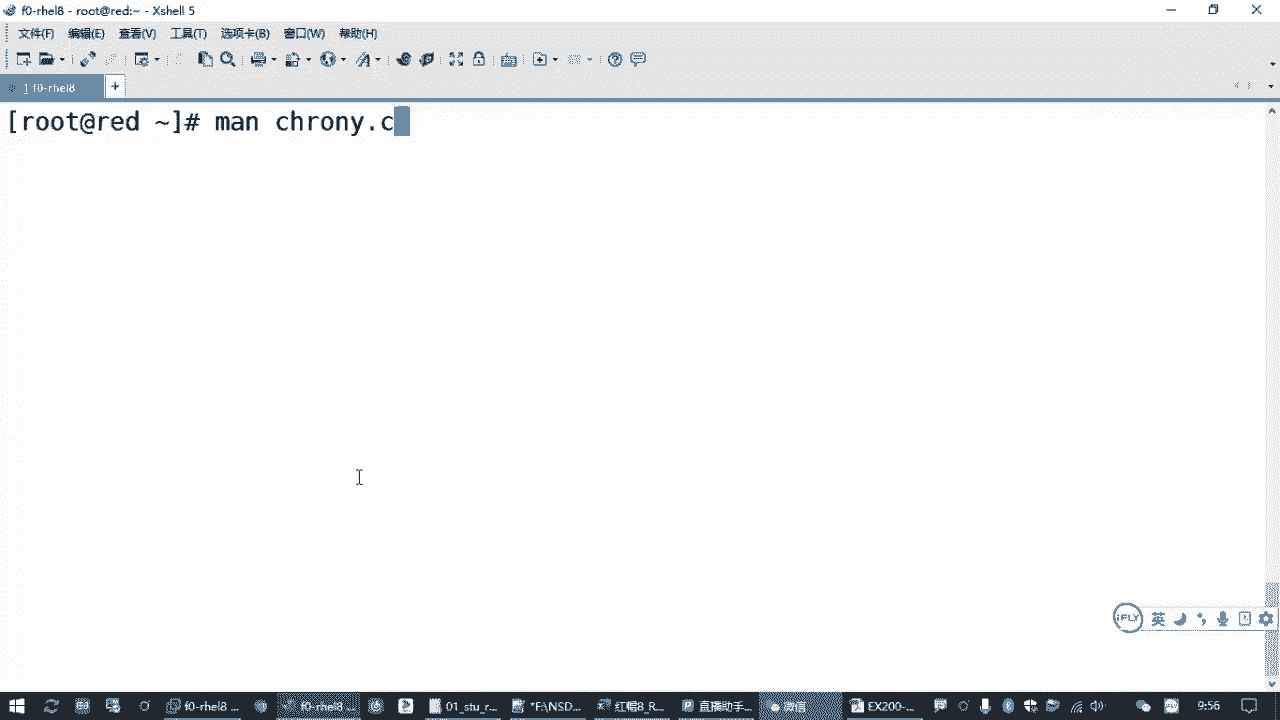 f0-rhel8 - root@red:~ - Xshell 5
文件(F) 编辑(E) 查看(V) 工具(T) 选项卡(B) 窗口(W) 帮助(H)
1 f0-rhel8 +
[root@red ~]# man chrony.c
iFLY 英
f0-rhel8 ... f0-rhel8... 01_stu_r... *F:\NSD... 红帽8_R... 直播助手... 微信 EX200-... 9:56